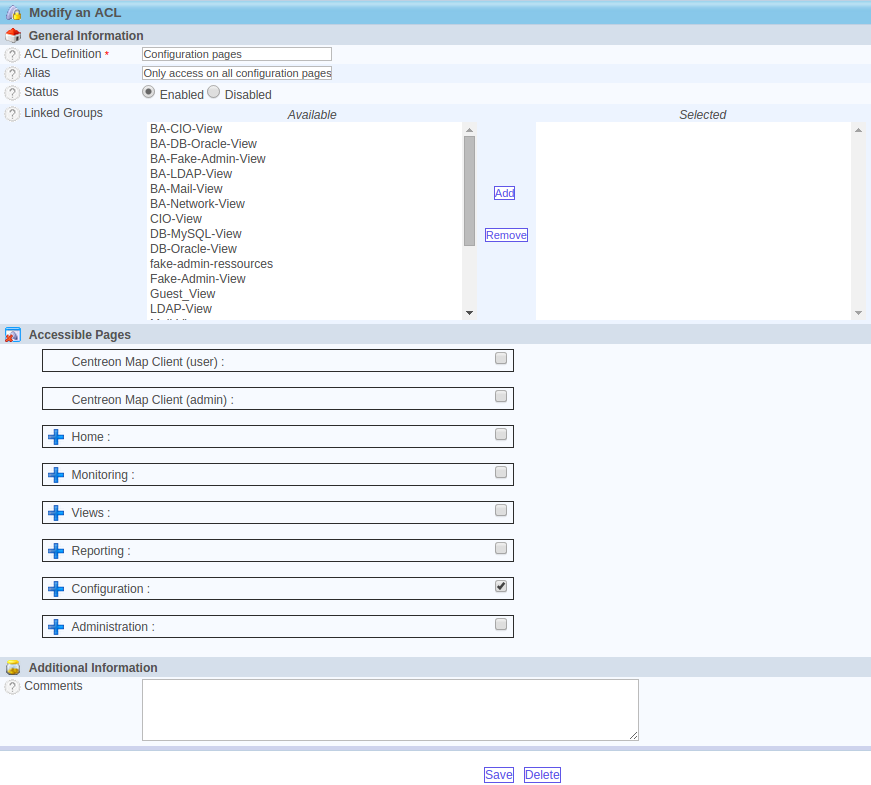 Modify an ACL
General Information
? ACL Definition * Configuration pages
? Alias Only access on all configuration pages
? Status Enabled Disabled
? Linked Groups Available Selected
BA-CIO-View
BA-DB-Oracle-View
BA-Fake-Admin-View
BA-LDAP-View
BA-Mail-View
Add
BA-Network-View
CIO-View
DB-MySQL-View
Remove
DB-Oracle-View
fake-admin-ressources
Fake-Admin-View
Guest_View
LDAP-View
Accessible Pages
Centreon Map Client (user) :
Centreon Map Client (admin) :
Home :
Monitoring :
Views :
Reporting :
Configuration :
Administration :
Additional Information
? Comments
Save Delete